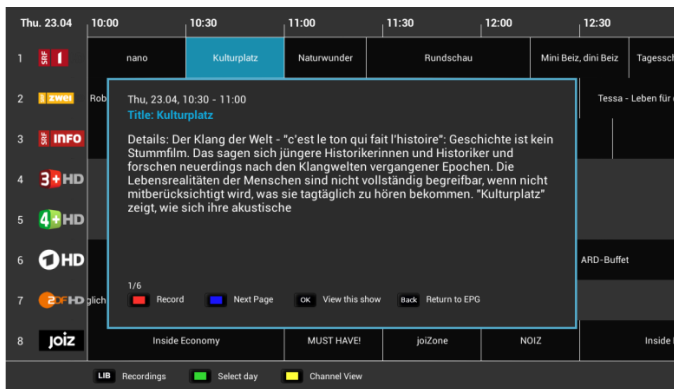 Thu. 23.04 10:00 10:30 11:00 11:30 12:00 12:30
1 SRF 1 nano Kulturplatz Naturwunder Rundschau Mini Beiz, dini Beiz Tagessch
2 zwei Rob Tessa - Leben für
3 SRF INFO
4 3+HD
5 4+HD
6 1HD ARD-Buffet
7 ZDFHD glich
8 joiz Inside Economy MUST HAVE! joiZone NOIZ Inside
Thu, 23.04, 10:30 - 11:00
Title: Kulturplatz
Details: Der Klang der Welt - "c'est le ton qui fait l'histoire": Geschichte ist kein
Stummfilm. Das sagen sich jüngere Historikerinnen und Historiker und
forschen neuerdings nach den Klangwelten vergangener Epochen. Die
Lebensrealitäten der Menschen sind nicht vollständig begreifbar, wenn nicht
mitberücksichtigt wird, was sie tagtäglich zu hören bekommen. "Kulturplatz"
zeigt, wie sich ihre akustische
1/6
Record Next Page OK View this show Back Return to EPG
LIB Recordings Select day Channel View